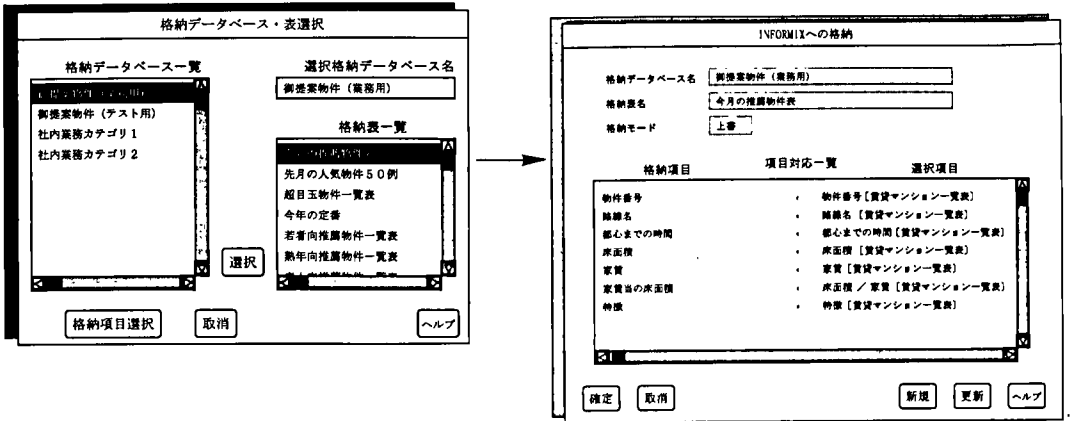 格納データベース・表選択
格納データベース一覧
御提案物件（テスト用）
社内業務カテゴリ１
社内業務カテゴリ２
選択格納データベース名
御提案物件（業務用）
格納表一覧
先月の人気物件５０例
超目玉物件一覧表
今年の定番
若者向推薦物件一覧表
熟年向推薦物件一覧表
選択
格納項目選択
取消
ヘルプ
INFORMIXへの格納
格納データベース名
御提案物件（業務用）
格納表名
今月の推薦物件表
格納モード
上書
項目対応一覧
格納項目
選択項目
物件番号 ‹ 物件番号[賃貸マンション一覧表]
路線名 ‹ 路線名 [賃貸マンション一覧表]
都心までの時間 ‹ 都心までの時間[賃貸マンション一覧表]
床面積 ‹ 床面積 [賃貸マンション一覧表]
家賃 ‹ 家賃 [賃貸マンション一覧表]
家賃当の床面積 ‹ 床面積 ／ 家賃 [賃貸マンション一覧表]
特徴 ‹ 特徴 [賃貸マンション一覧表]
確定
取消
新規
更新
ヘルプ